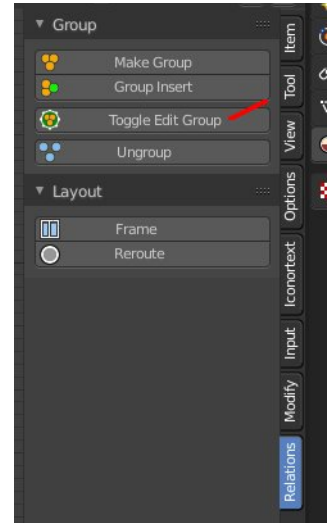 Group
Make Group
Group Insert
Toggle Edit Group
Ungroup
Layout
Frame
Reroute
Item
Tool
View
Options
Iconortext
Input
Modify
Relations